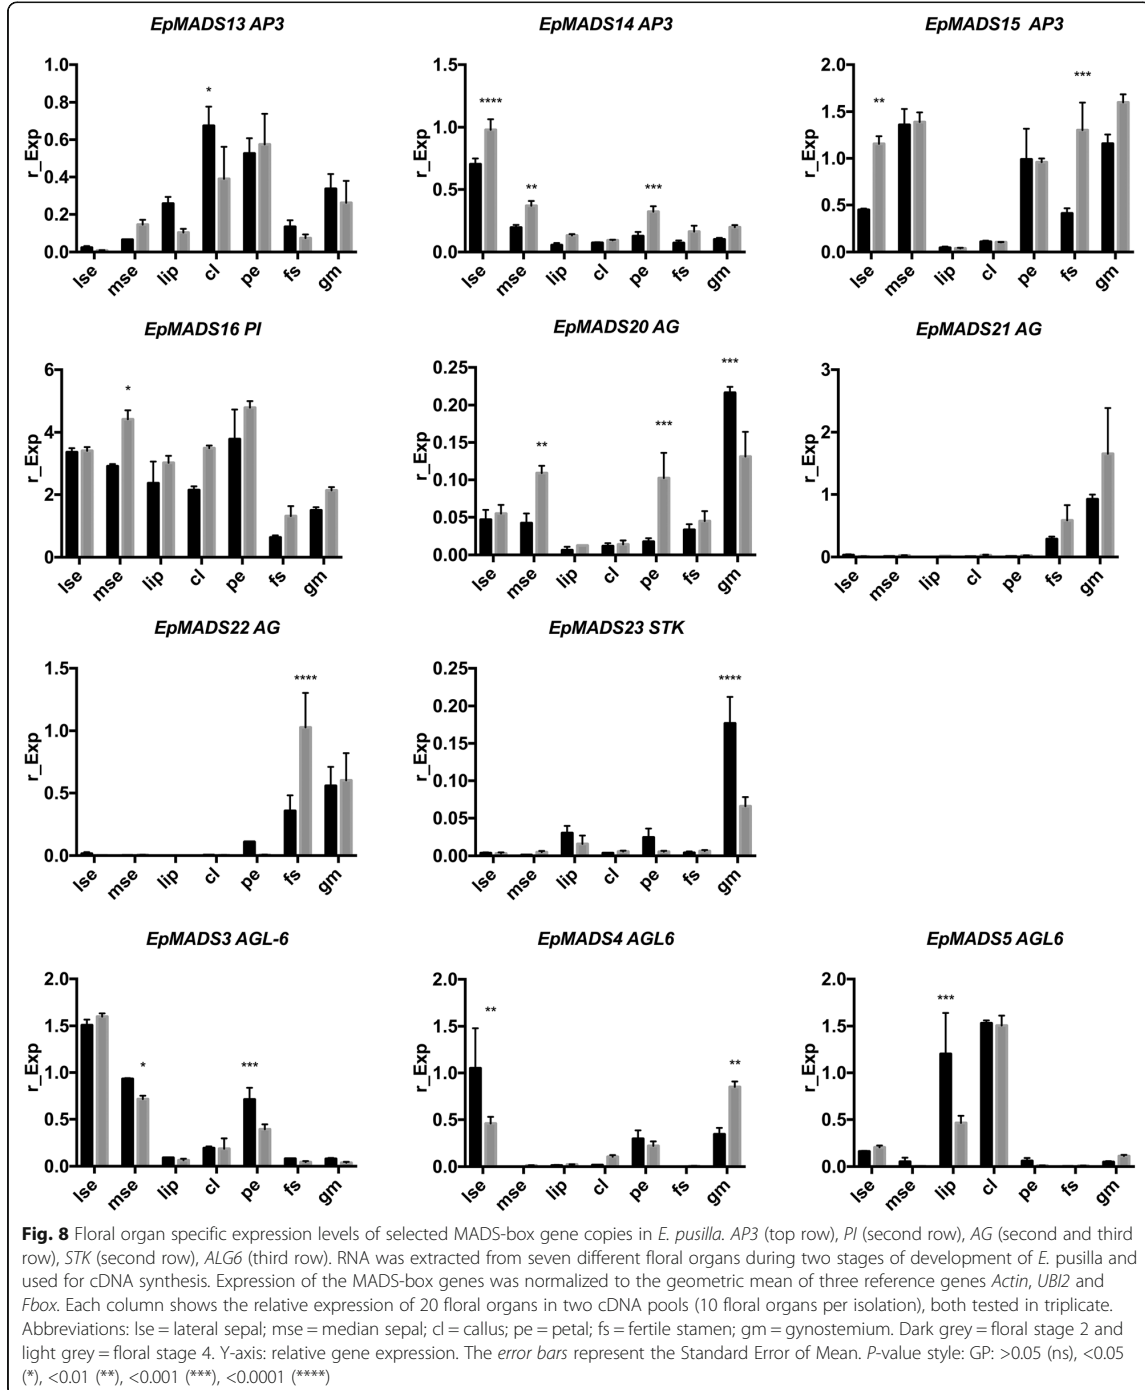 EpMADS13 AP3
r_Exp
1.0
0.8
0.6
0.4
0.2
0.0
*
lse mse lip cl pe fs gm
EpMADS14 AP3
r_Exp
1.5
1.0
0.5
0.0
**** ** ***
lse mse lip cl pe fs gm
EpMADS15 AP3
r_Exp
2.0
1.5
1.0
0.5
0.0
** ***
lse mse lip cl pe fs gm
EpMADS16 PI
r_Exp
6
4
2
0
*
lse mse lip cl pe fs gm
EpMADS20 AG
r_Exp
0.25
0.20
0.15
0.10
0.05
0.00
** *** ***
lse mse lip cl pe fs gm
EpMADS21 AG
r_Exp
3
2
1
0
lse mse lip cl pe fs gm
EpMADS22 AG
r_Exp
1.5
1.0
0.5
0.0
****
lse mse lip cl pe fs gm
EpMADS23 STK
r_Exp
0.25
0.20
0.15
0.10
0.05
0.00
****
lse mse lip cl pe fs gm
EpMADS3 AGL-6
r_Exp
2.0
1.5
1.0
0.5
0.0
* ***
lse mse lip cl pe fs gm
EpMADS4 AGL6
r_Exp
2.0
1.5
1.0
0.5
0.0
** **
lse mse lip cl pe fs gm
EpMADS5 AGL6
r_Exp
2.0
1.5
1.0
0.5
0.0
***
lse mse lip cl pe fs gm
Fig. 8 Floral organ specific expression levels of selected MADS-box gene copies in E. pusilla. AP3 (top row), PI (second row), AG (second and third
row), STK (second row), ALG6 (third row). RNA was extracted from seven different floral organs during two stages of development of E. pusilla and
used for cDNA synthesis. Expression of the MADS-box genes was normalized to the geometric mean of three reference genes Actin, UBI2 and
Fbox. Each column shows the relative expression of 20 floral organs in two cDNA pools (10 floral organs per isolation), both tested in triplicate.
Abbreviations: lse = lateral sepal; mse = median sepal; cl = callus; pe = petal; fs = fertile stamen; gm = gynostemium. Dark grey = floral stage 2 and
light grey = floral stage 4. Y-axis: relative gene expression. The error bars represent the Standard Error of Mean. P-value style: GP: >0.05 (ns), <0.05
(*), <0.01 (**), <0.001 (***), <0.0001 (****)